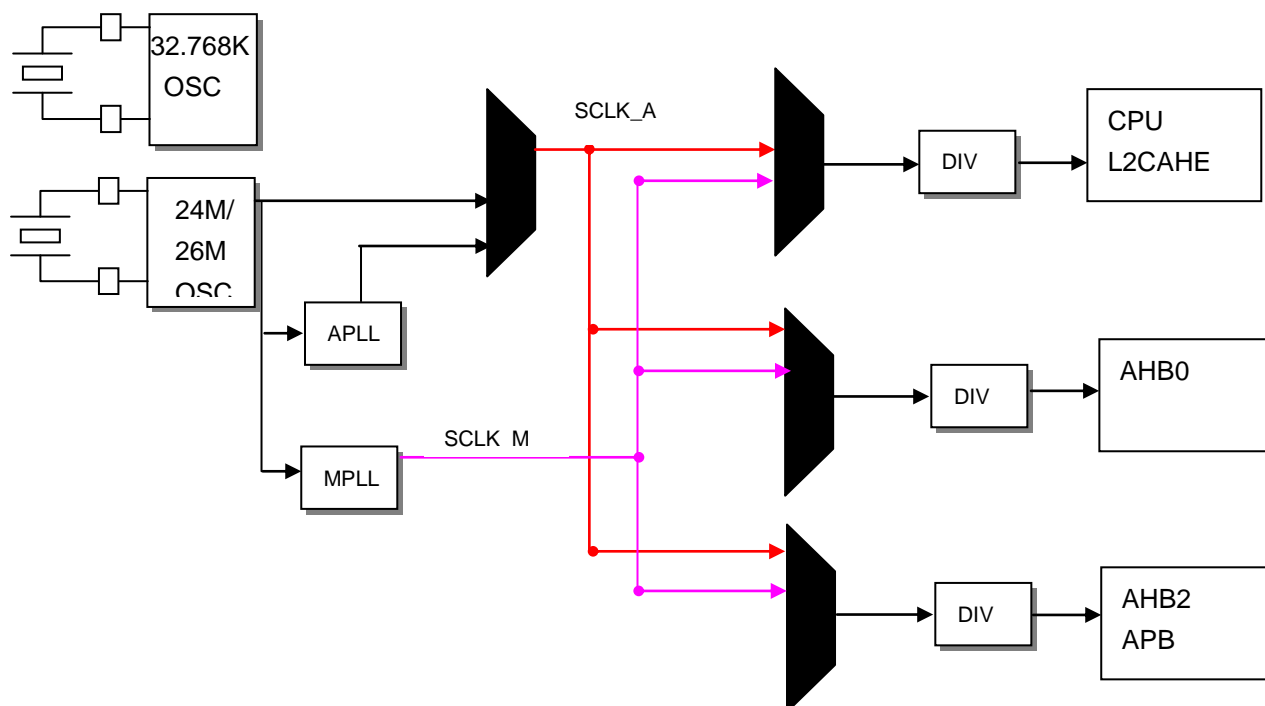 32.768K
OSC
24M/
26M
OSC
APLL
MPLL
SCLK_A
SCLK_M
DIV
CPU
L2CAHE
DIV
AHB0
DIV
AHB2
APB